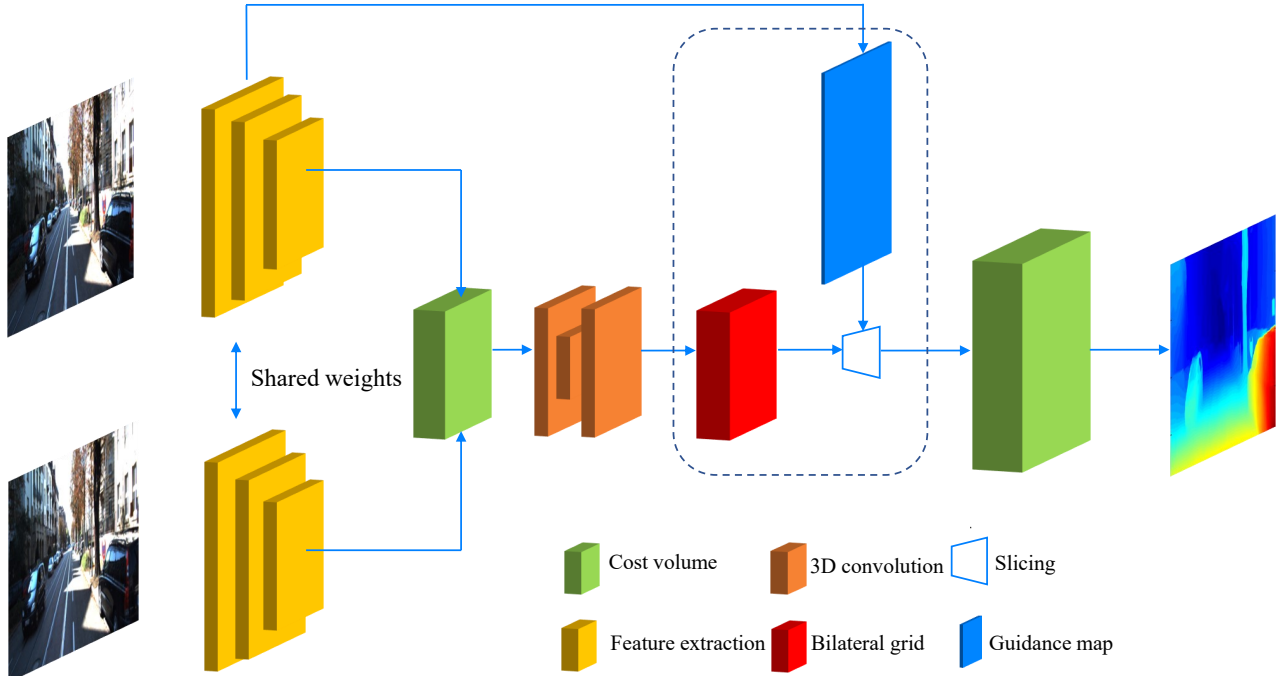 Shared weights
Cost volume
3D convolution
Slicing
Feature extraction
Bilateral grid
Guidance map